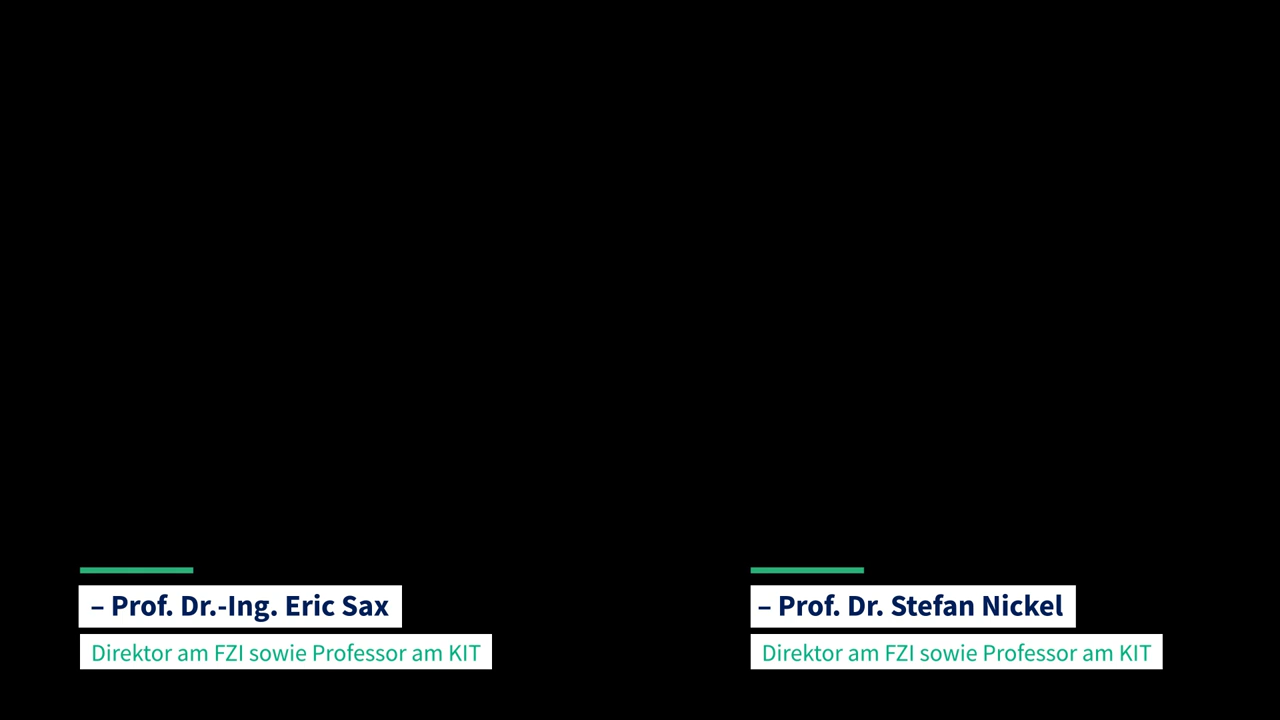 – Prof. Dr.-Ing. Eric Sax
Direktor am FZI sowie Professor am KIT
– Prof. Dr. Stefan Nickel
Direktor am FZI sowie Professor am KIT